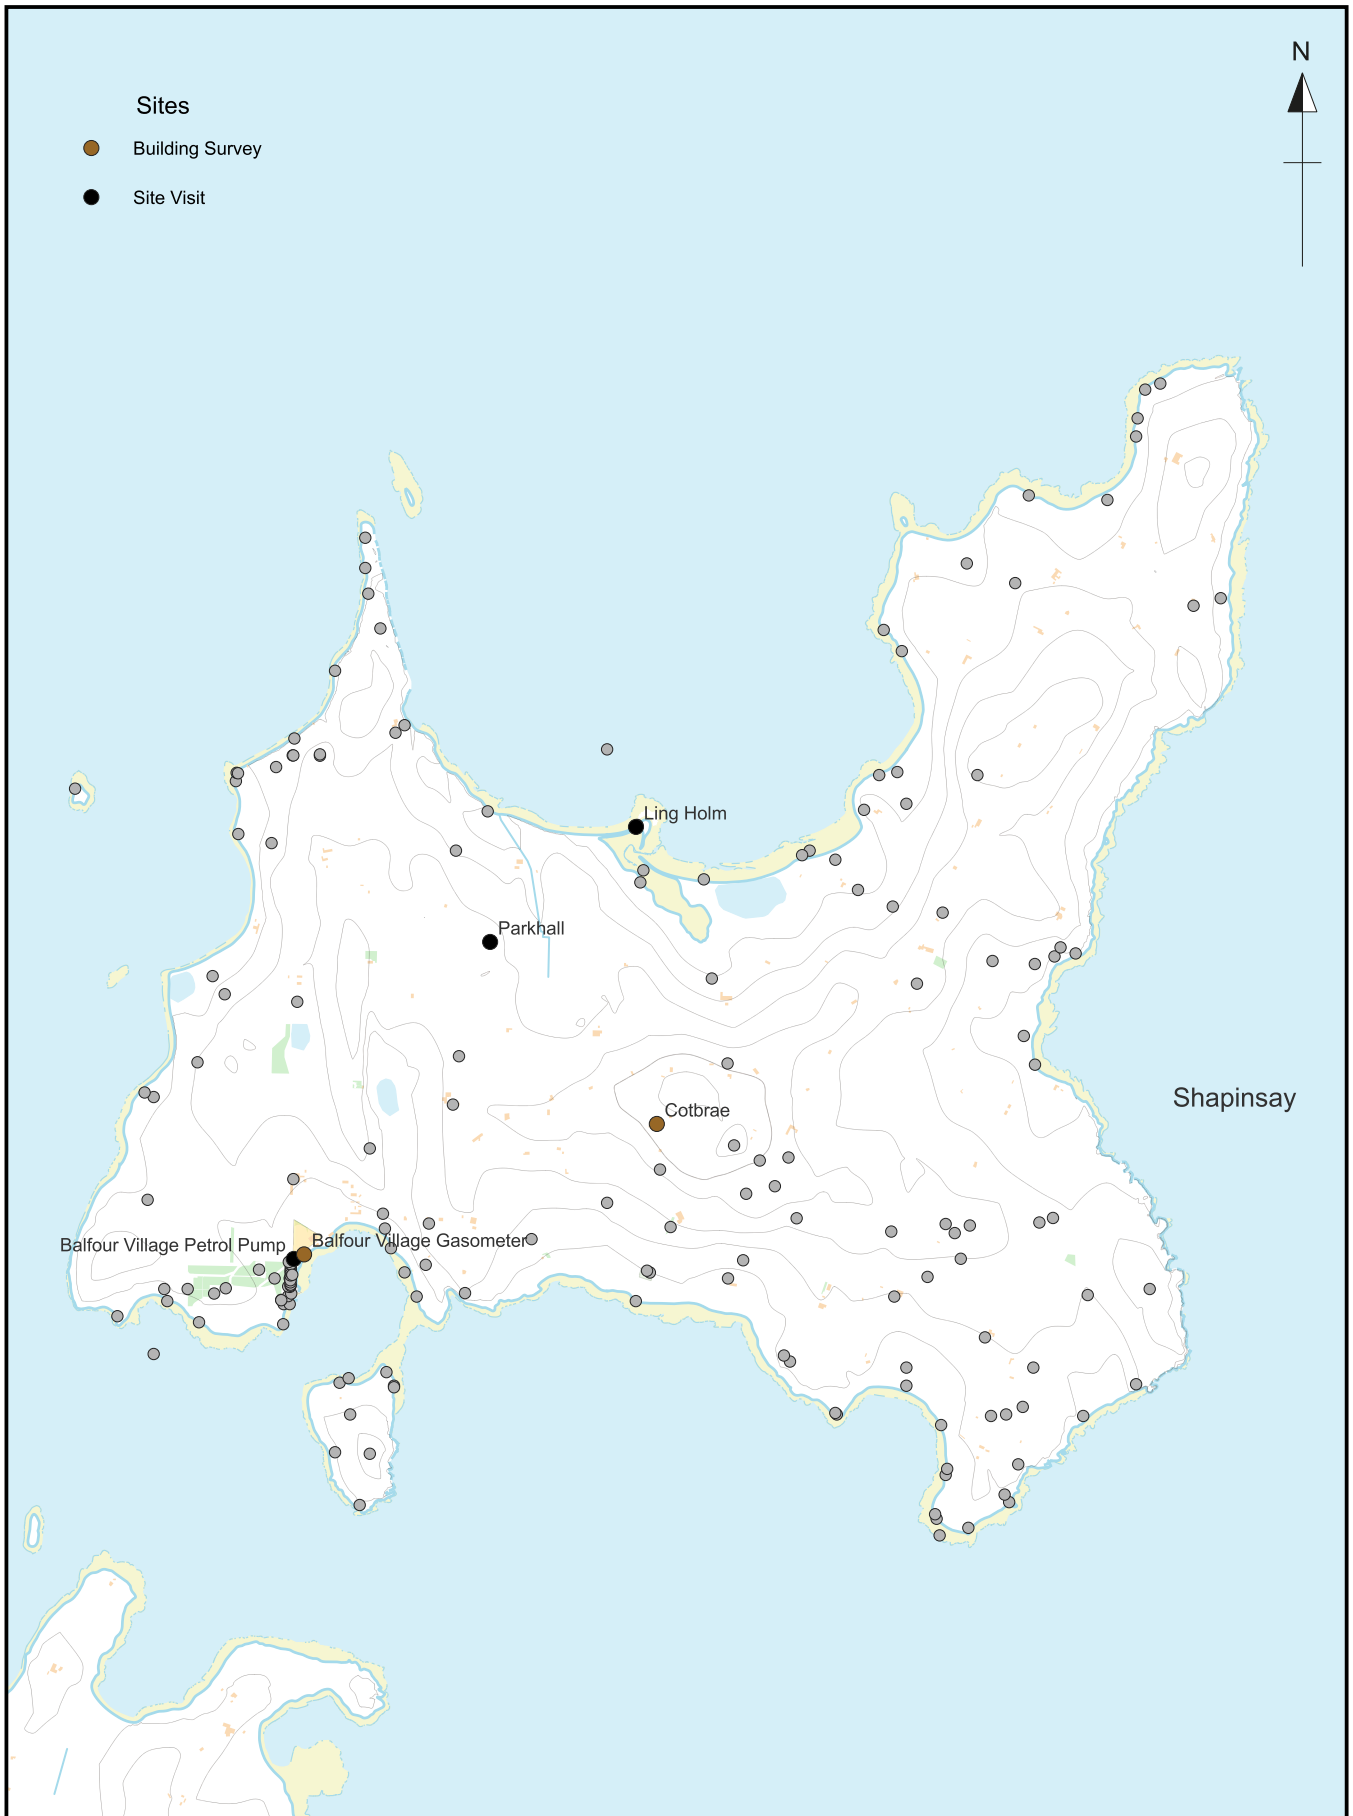 N
Sites
Building Survey
Site Visit
Ling Holm
Parkhall
Shapinsay
Cotbrae
Balfour Village Petrol Pump
Balfour Village Gasometer